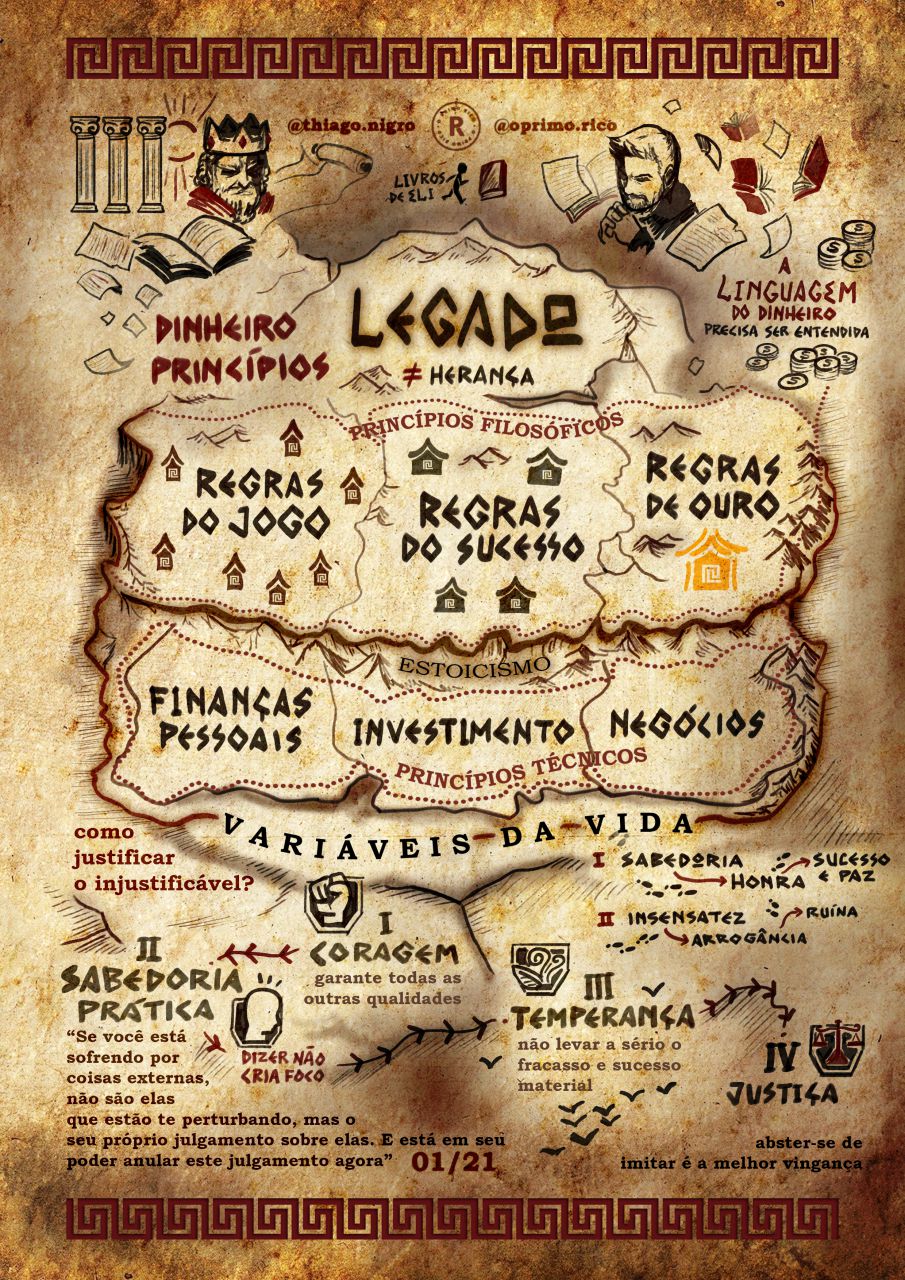 @thiago.nigro
R
@oprimo.rico
LIVROS
DE ELI
A
LINGUAGEM
DO DINHEIRO
PRECISA SER ENTENDIDA
DINHEIRO
PRINCÍPIOS
LEGADO
≠ HERANÇA
PRINCÍPIOS FILOSÓFICOS
REGRAS
DO JOGO
REGRAS
DO SUCESSO
REGRAS
DE OURO
ESTOICISMO
FINANÇAS
PESSOAIS
INVESTIMENTO
NEGÓCIOS
PRINCÍPIOS TÉCNICOS
VARIÁVEIS DA VIDA
como
justificar
o injustificável?
I SABEDORIA
HONRA
SUCESSO
E PAZ
II INSENSATEZ
ARROGÂNCIA
RUÍNA
I
CORAGEM
garante todas as
outras qualidades
II
SABEDORIA
PRÁTICA
“Se você está
sofrendo por
coisas externas,
não são elas
que estão te perturbando, mas o
seu próprio julgamento sobre elas. E está em seu
poder anular este julgamento agora”
DIZER NÃO
CRIA FOCO
01/21
III
TEMPERANÇA
não levar a sério o
fracasso e sucesso
material
IV
JUSTIÇA
abster-se de
imitar é a melhor vingança